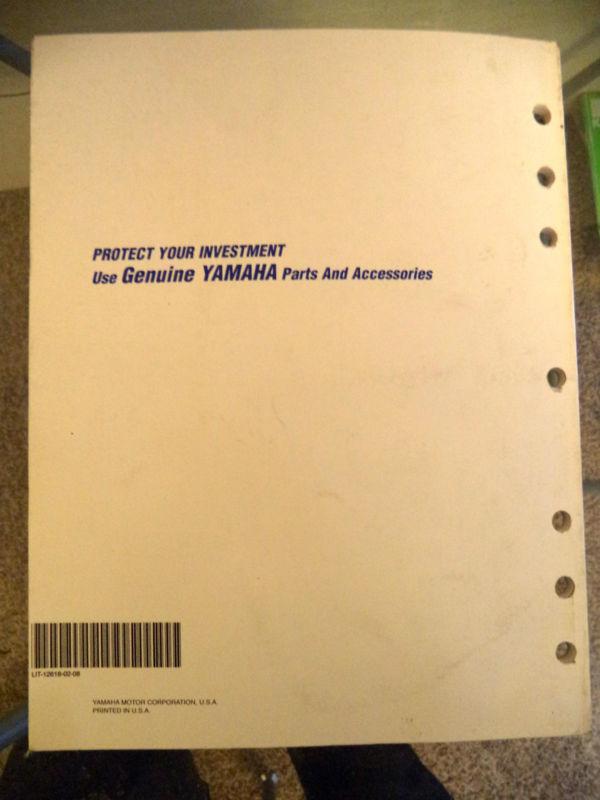 PROTECT YOUR INVESTMENT
Use Genuine YAMAHA Parts And Accessories
LIT-12618-02-08
YAMAHA MOTOR CORPORATION, U.S.A.
PRINTED IN U.S.A.